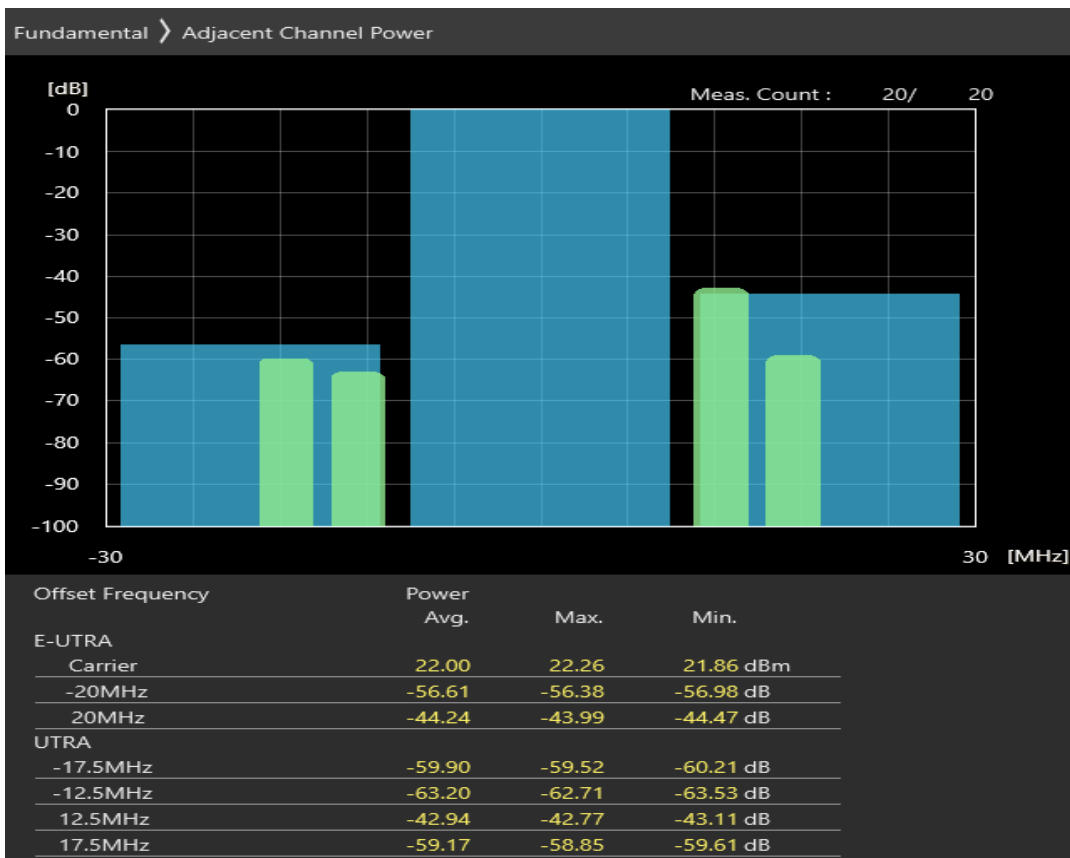 Fundamental 〉 Adjacent Channel Power
[dB]
Meas. Count : 20/ 20
0
-10
-20
-30
-40
-50
-60
-70
-80
-90
-100
-30 30 [MHz]
Offset Frequency Power
Avg. Max. Min.
E-UTRA
Carrier 22.00 22.26 21.86 dBm
-20MHz -56.61 -56.38 -56.98 dB
20MHz -44.24 -43.99 -44.47 dB
UTRA
-17.5MHz -59.90 -59.52 -60.21 dB
-12.5MHz -63.20 -62.71 -63.53 dB
12.5MHz -42.94 -42.77 -43.11 dB
17.5MHz -59.17 -58.85 -59.61 dB